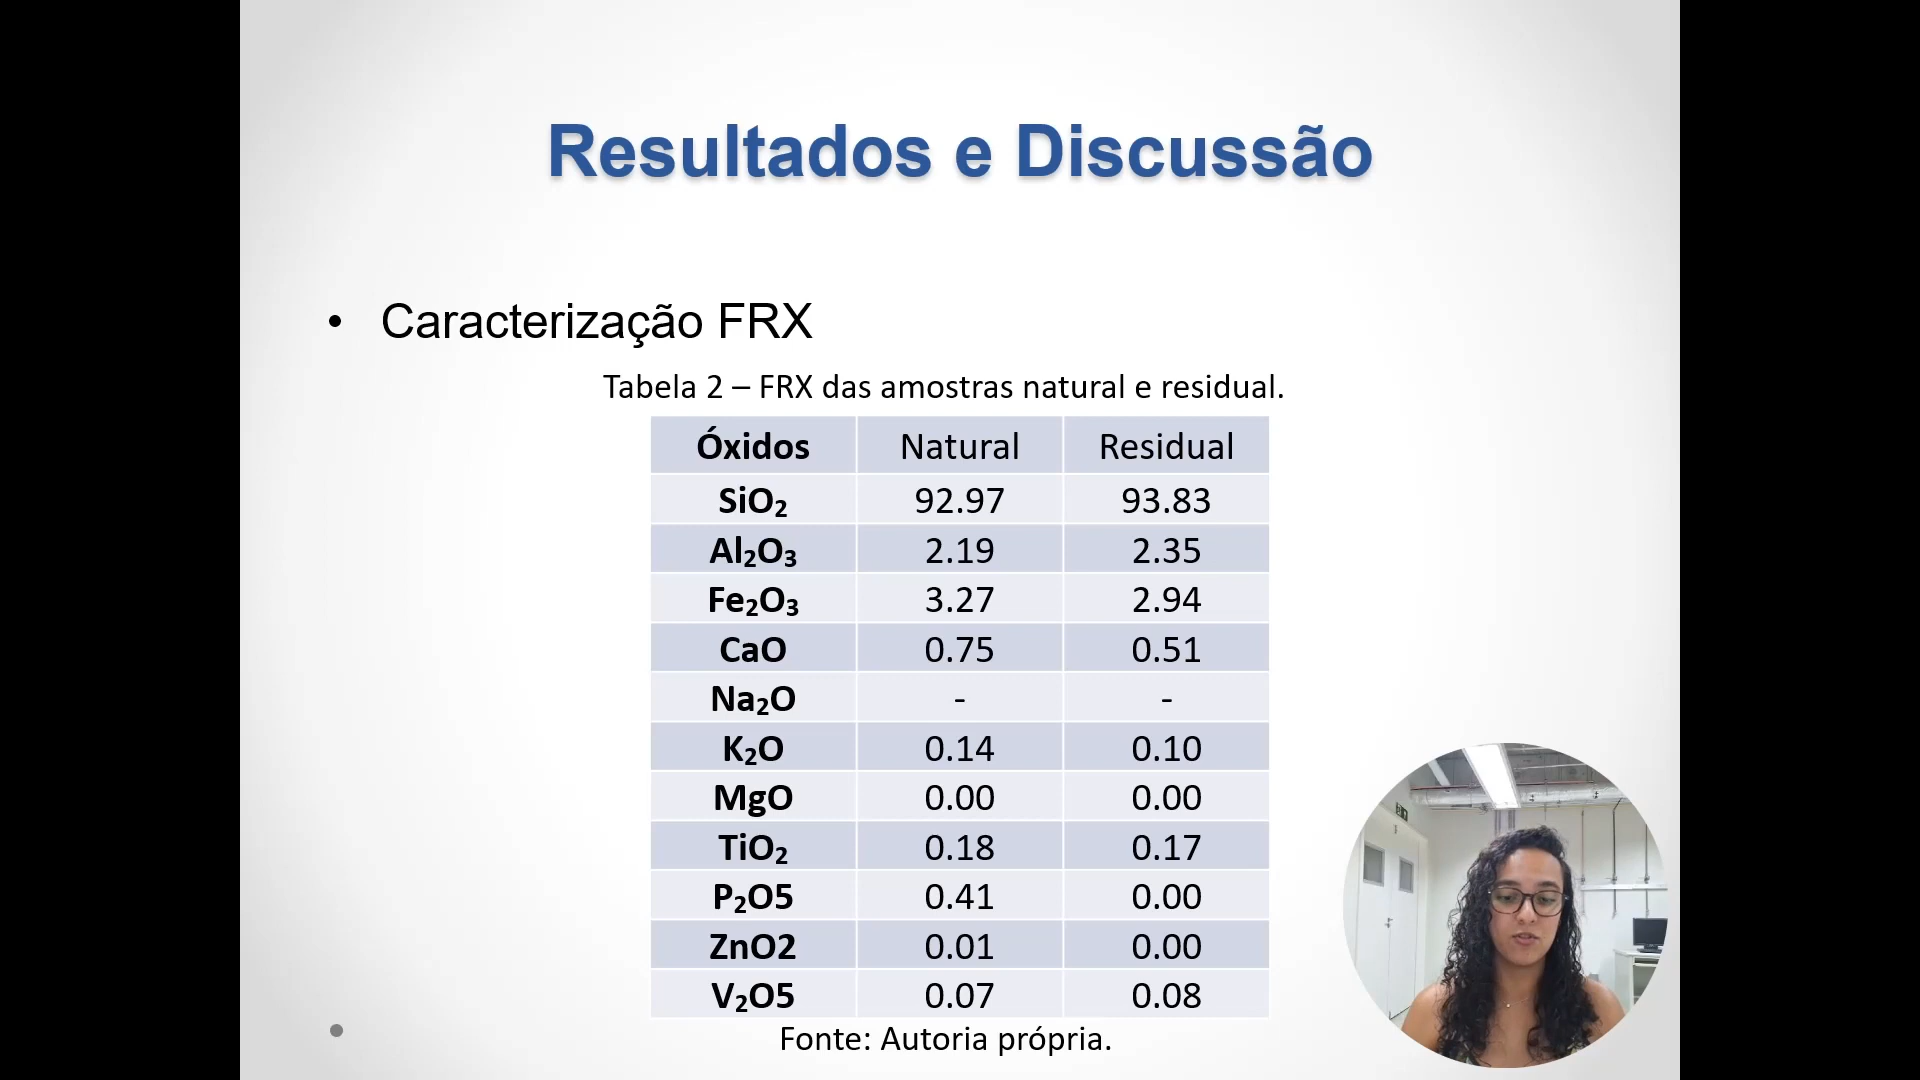 Resultados e Discussão
• Caracterização FRX
Tabela 2 – FRX das amostras natural e residual.
Óxidos Natural Residual
SiO₂ 92.97 93.83
Al₂O₃ 2.19 2.35
Fe₂O₃ 3.27 2.94
CaO 0.75 0.51
Na₂O - -
K₂O 0.14 0.10
MgO 0.00 0.00
TiO₂ 0.18 0.17
P₂O5 0.41 0.00
ZnO2 0.01 0.00
V₂O5 0.07 0.08
Fonte: Autoria própria.